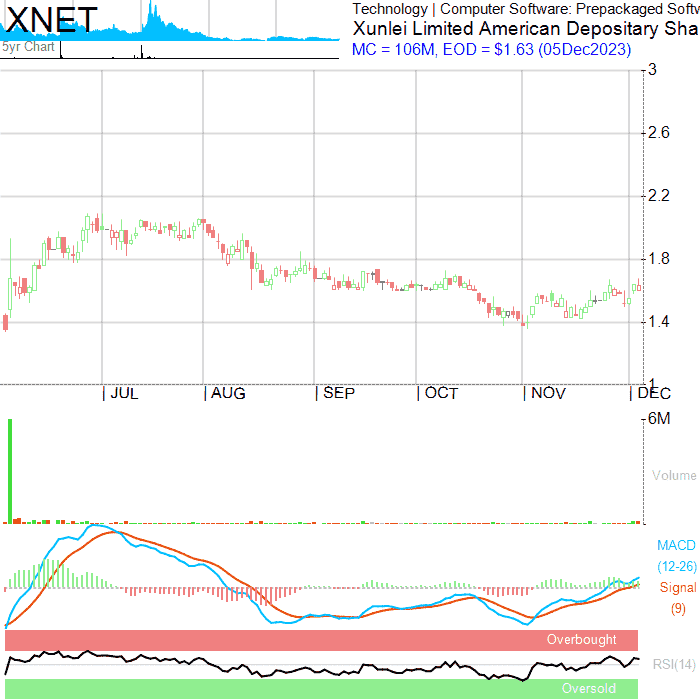 XNET
5yr Chart
Technology | Computer Software: Prepackaged Softw
Xunlei Limited American Depositary Sha
MC = 106M, EOD = $1.63 (05Dec2023)
3
2.6
2.2
1.8
1.4
1
| JUL | AUG | SEP | OCT | NOV | DEC
6M
Volume
MACD
(12-26)
Signal
(9)
Overbought
RSI(14)
Oversold